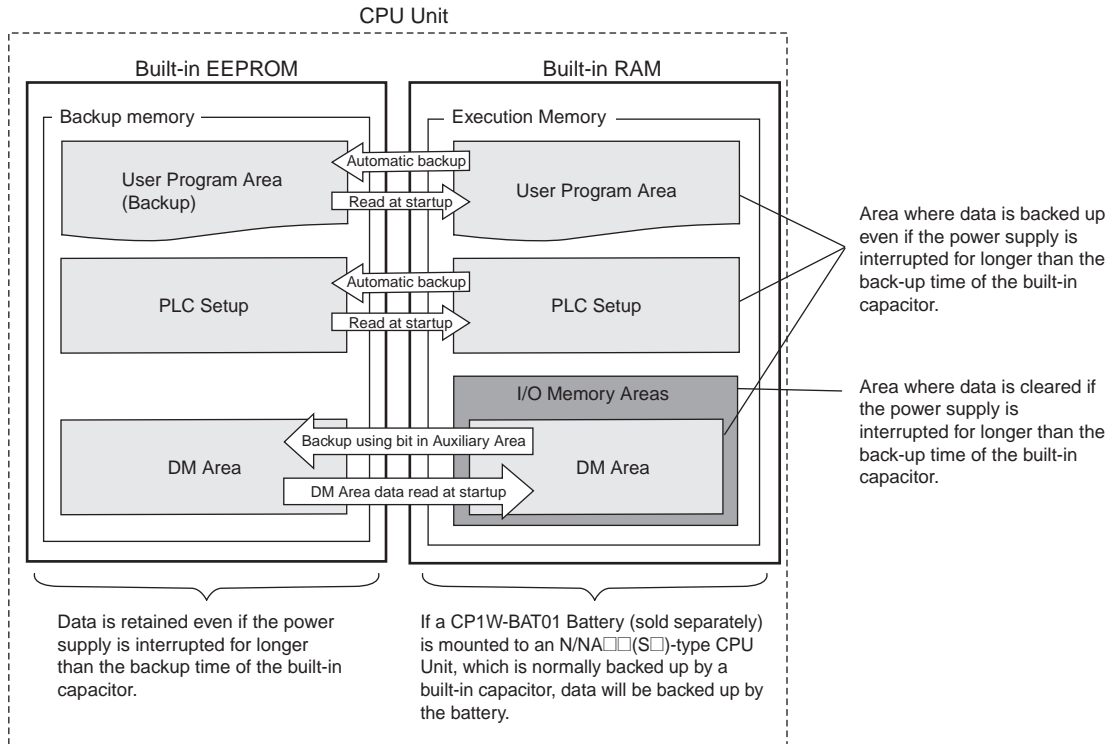 CPU Unit
Built-in EEPROM
Built-in RAM
Backup memory
Execution Memory
User Program Area
(Backup)
Automatic backup
Read at startup
User Program Area
PLC Setup
Automatic backup
Read at startup
PLC Setup
I/O Memory Areas
DM Area
Backup using bit in Auxiliary Area
DM Area data read at startup
DM Area
Area where data is backed up
even if the power supply is
interrupted for longer than the
back-up time of the built-in
capacitor.
Area where data is cleared if
the power supply is
interrupted for longer than the
back-up time of the built-in
capacitor.
Data is retained even if the power
supply is interrupted for longer
than the backup time of the built-in
capacitor.
If a CP1W-BAT01 Battery (sold separately)
is mounted to an N/NA□□(S□)-type CPU
Unit, which is normally backed up by a
built-in capacitor, data will be backed up by
the battery.